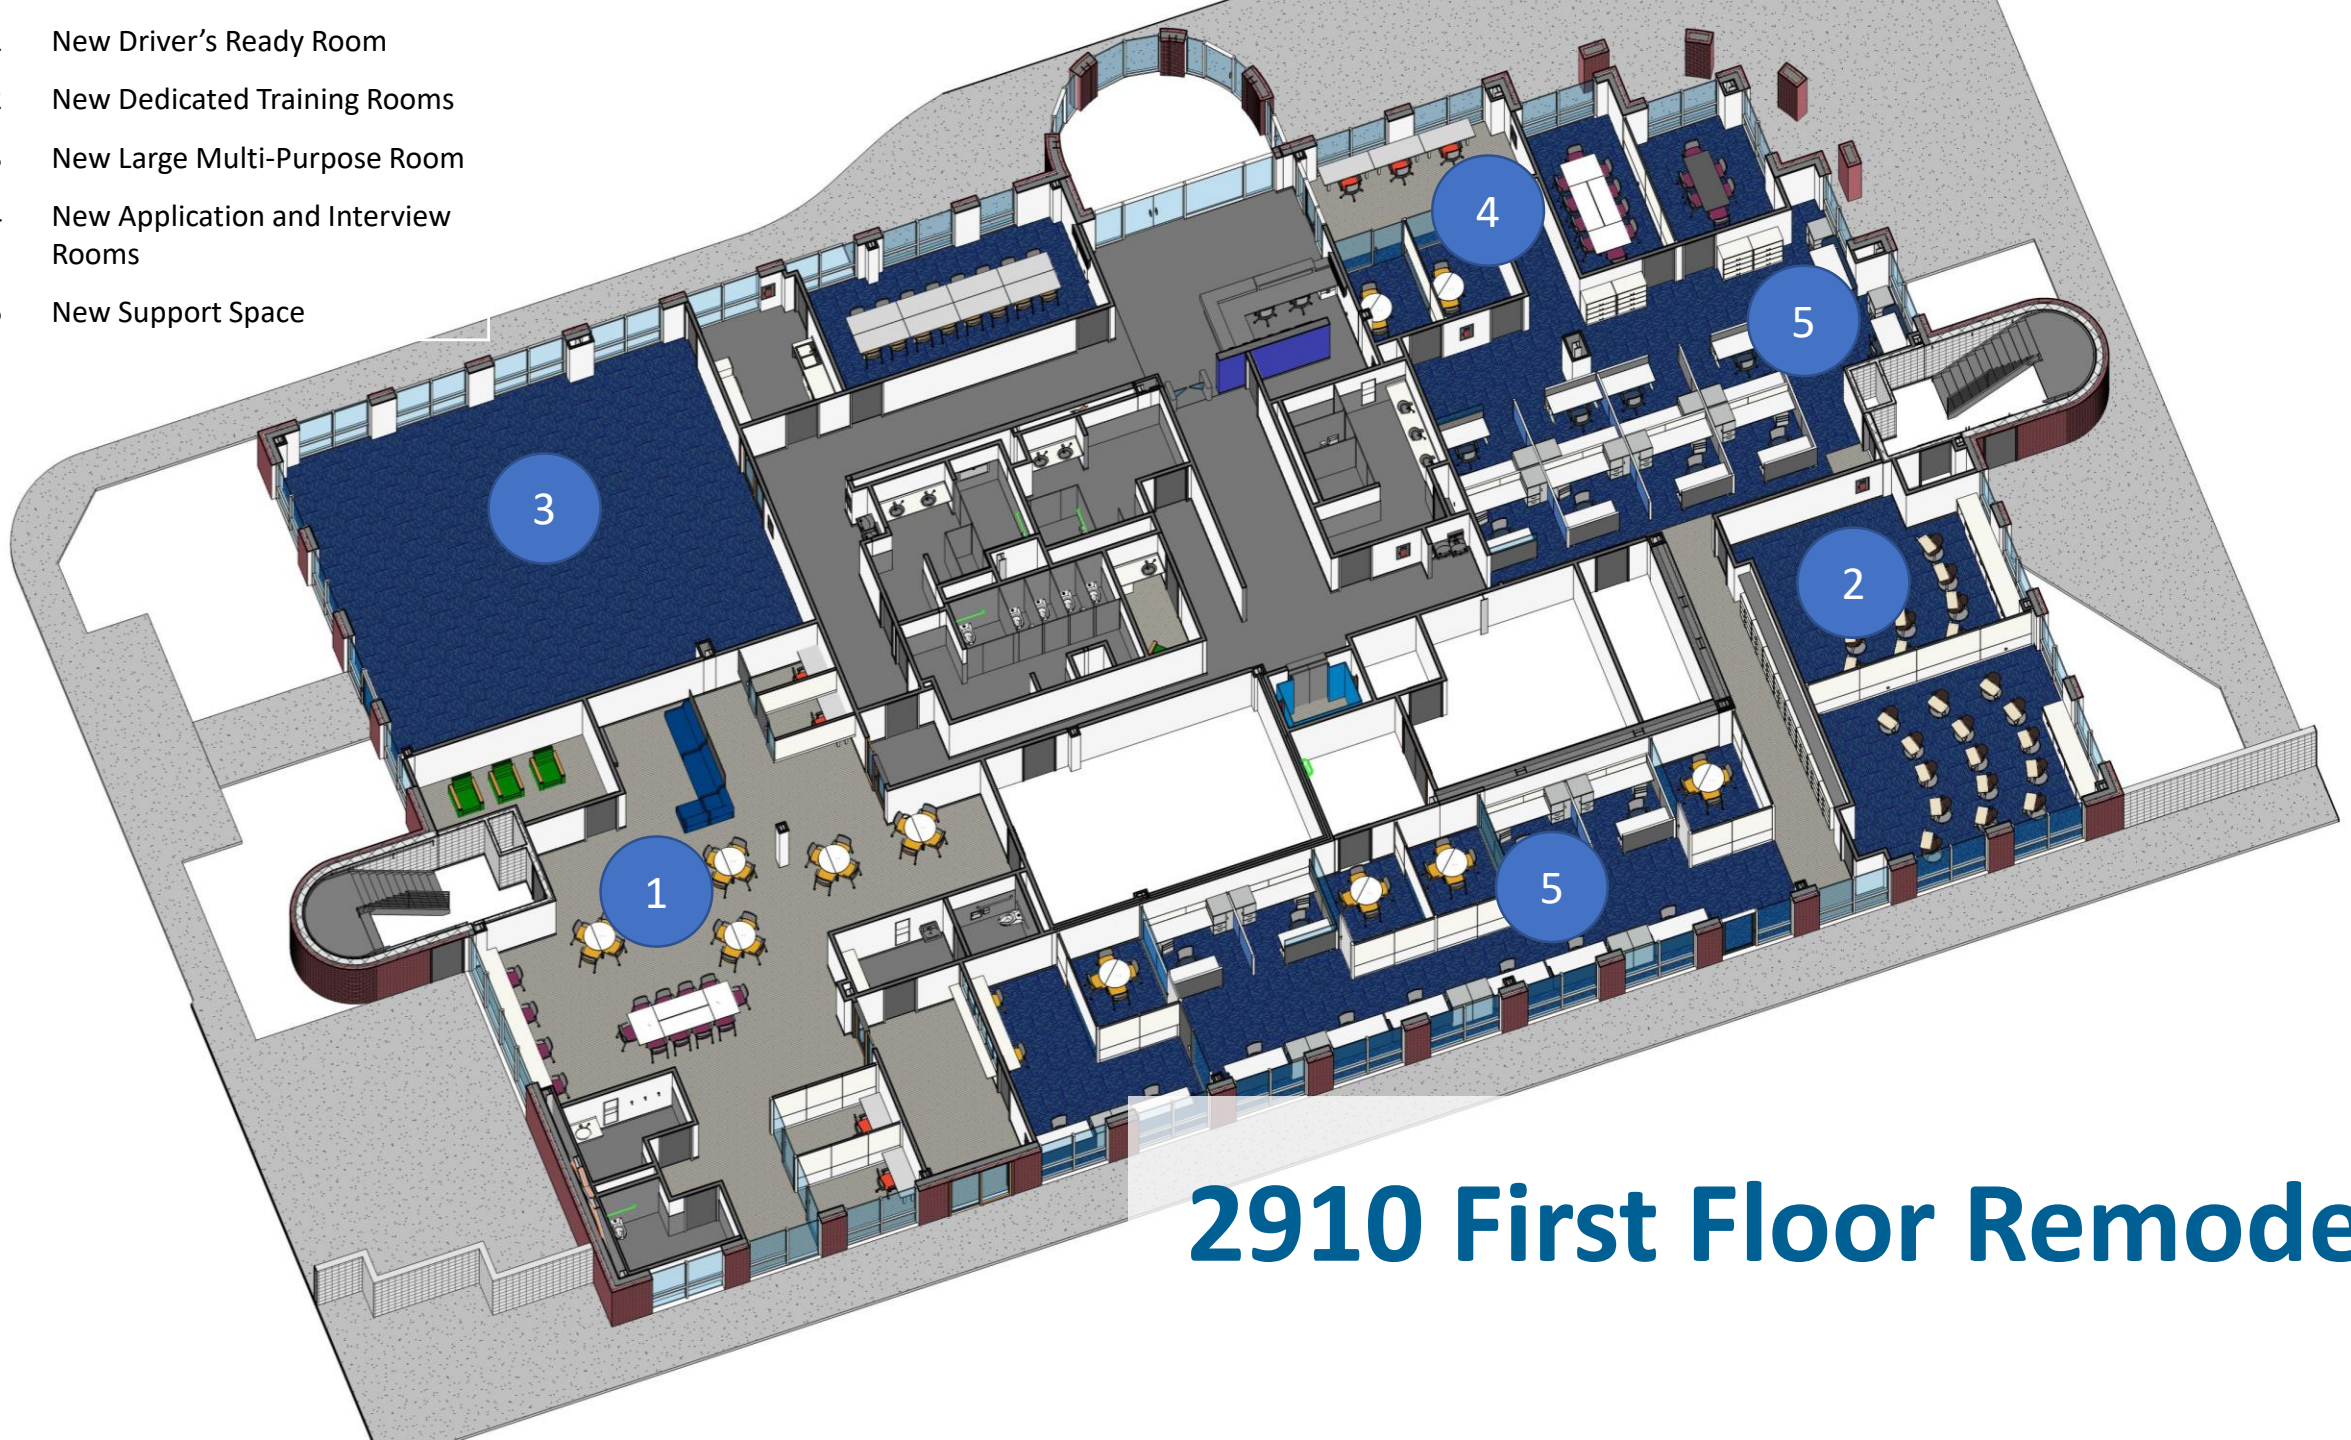 New Driver’s Ready Room
New Dedicated Training Rooms
New Large Multi-Purpose Room
New Application and Interview
Rooms
New Support Space
4
5
3
2
1
5
2910 First Floor Remode